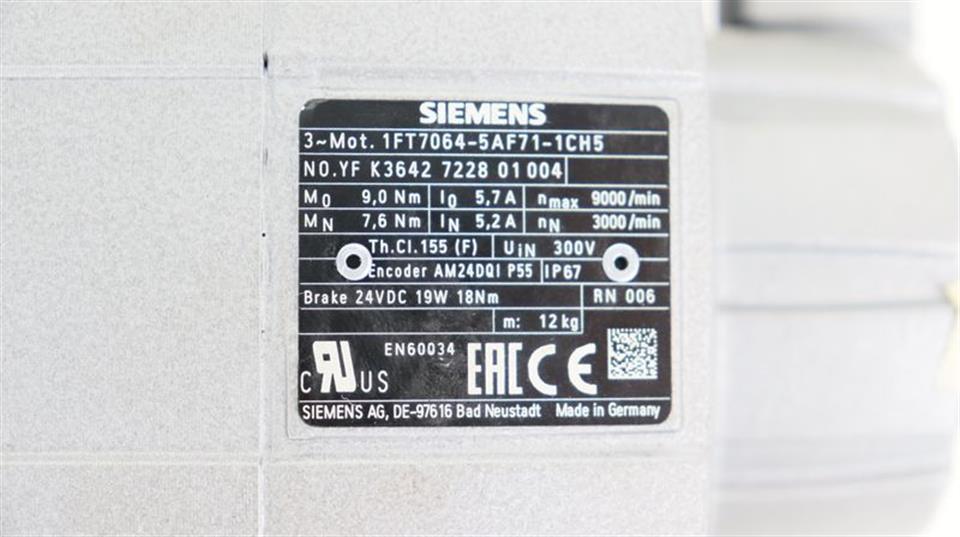 SIEMENS
3~Mot. 1FT7064-5AF71-1CH5
NO.YF K3642 7228 01 004
M0 9,0 Nm I0 5,7 A nmax 9000 /min
MN 7,6 Nm IN 5,2 A nN 3000 /min
Th.Cl.155 (F) UIN 300V
Encoder AM24DQI P55 IP67
Brake 24VDC 19W 18Nm RN 006
m: 12 kg
EN60034
C RU US EAC CE
SIEMENS AG, DE-97616 Bad Neustadt Made in Germany